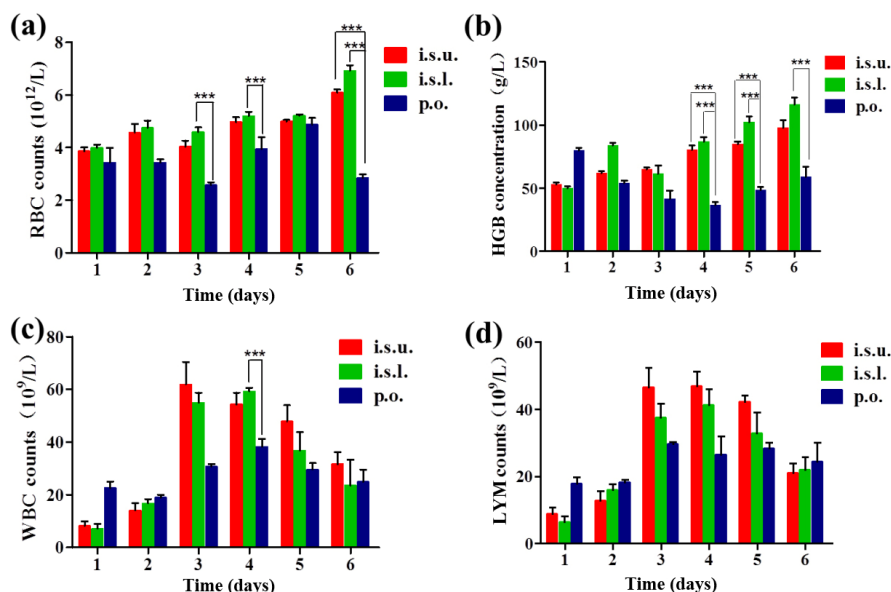 (a)
RBC counts (10¹²/L)
8
6
4
2
0
***
***
***
***
i.s.u.
i.s.l.
p.o.
1 2 3 4 5 6
Time (days)
(b)
HGB concentration（g/L）
150
100
50
0
***
***
***
***
***
i.s.u.
i.s.l.
p.o.
1 2 3 4 5 6
Time (days)
(c)
WBC counts（10⁹/L）
80
60
40
20
0
***
i.s.u.
i.s.l.
p.o.
1 2 3 4 5 6
Time (days)
(d)
LYM counts（10⁹/L）
60
40
20
0
i.s.u.
i.s.l.
p.o.
1 2 3 4 5 6
Time (days)